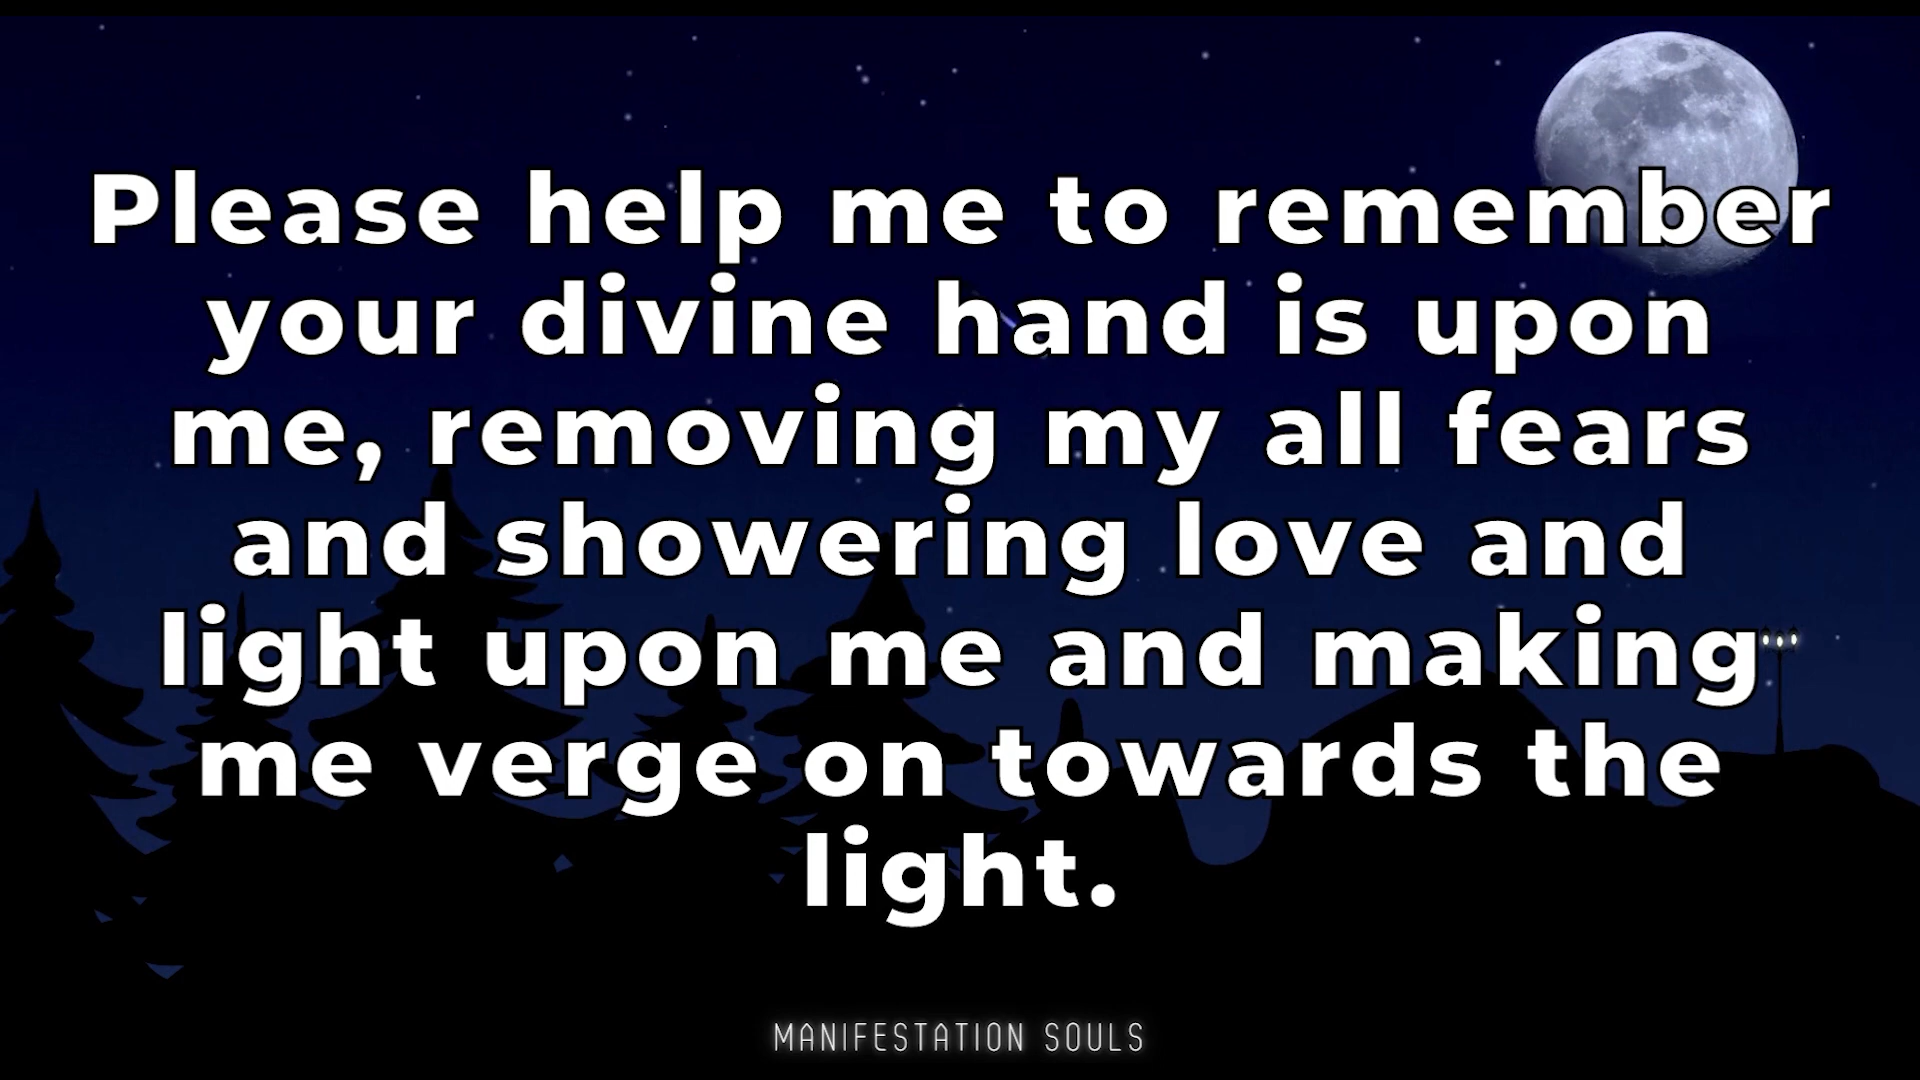 Please help me to remember
your divine hand is upon
me, removing my all fears
and showering love and
light upon me and making
me verge on towards the
light.
MANIFESTATION SOULS